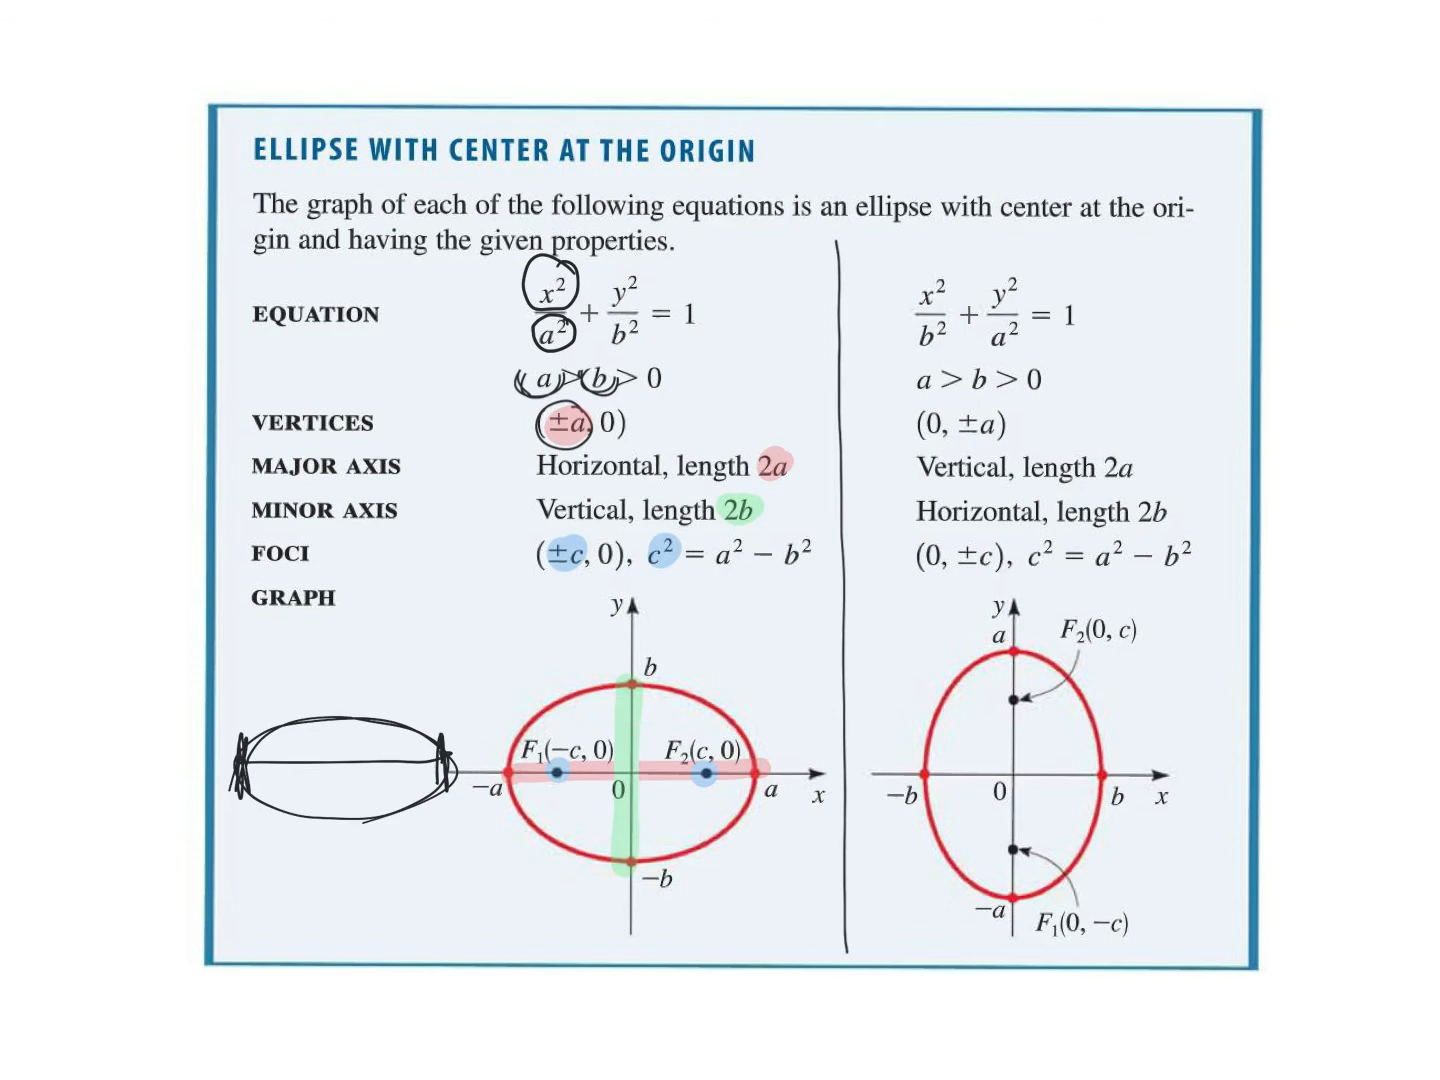 ELLIPSE WITH CENTER AT THE ORIGIN
The graph of each of the following equations is an ellipse with center at the ori-
gin and having the given properties.
EQUATION x²/a² + y²/b² = 1 x²/b² + y²/a² = 1
a > b > 0 a > b > 0
VERTICES (±a, 0) (0, ±a)
MAJOR AXIS Horizontal, length 2a Vertical, length 2a
MINOR AXIS Vertical, length 2b Horizontal, length 2b
FOCI (±c, 0), c² = a² − b² (0, ±c), c² = a² − b²
GRAPH
y
b
F₁(−c, 0) F₂(c, 0)
−a 0 a x
−b
y
a F₂(0, c)
−b 0 b x
−a F₁(0, −c)